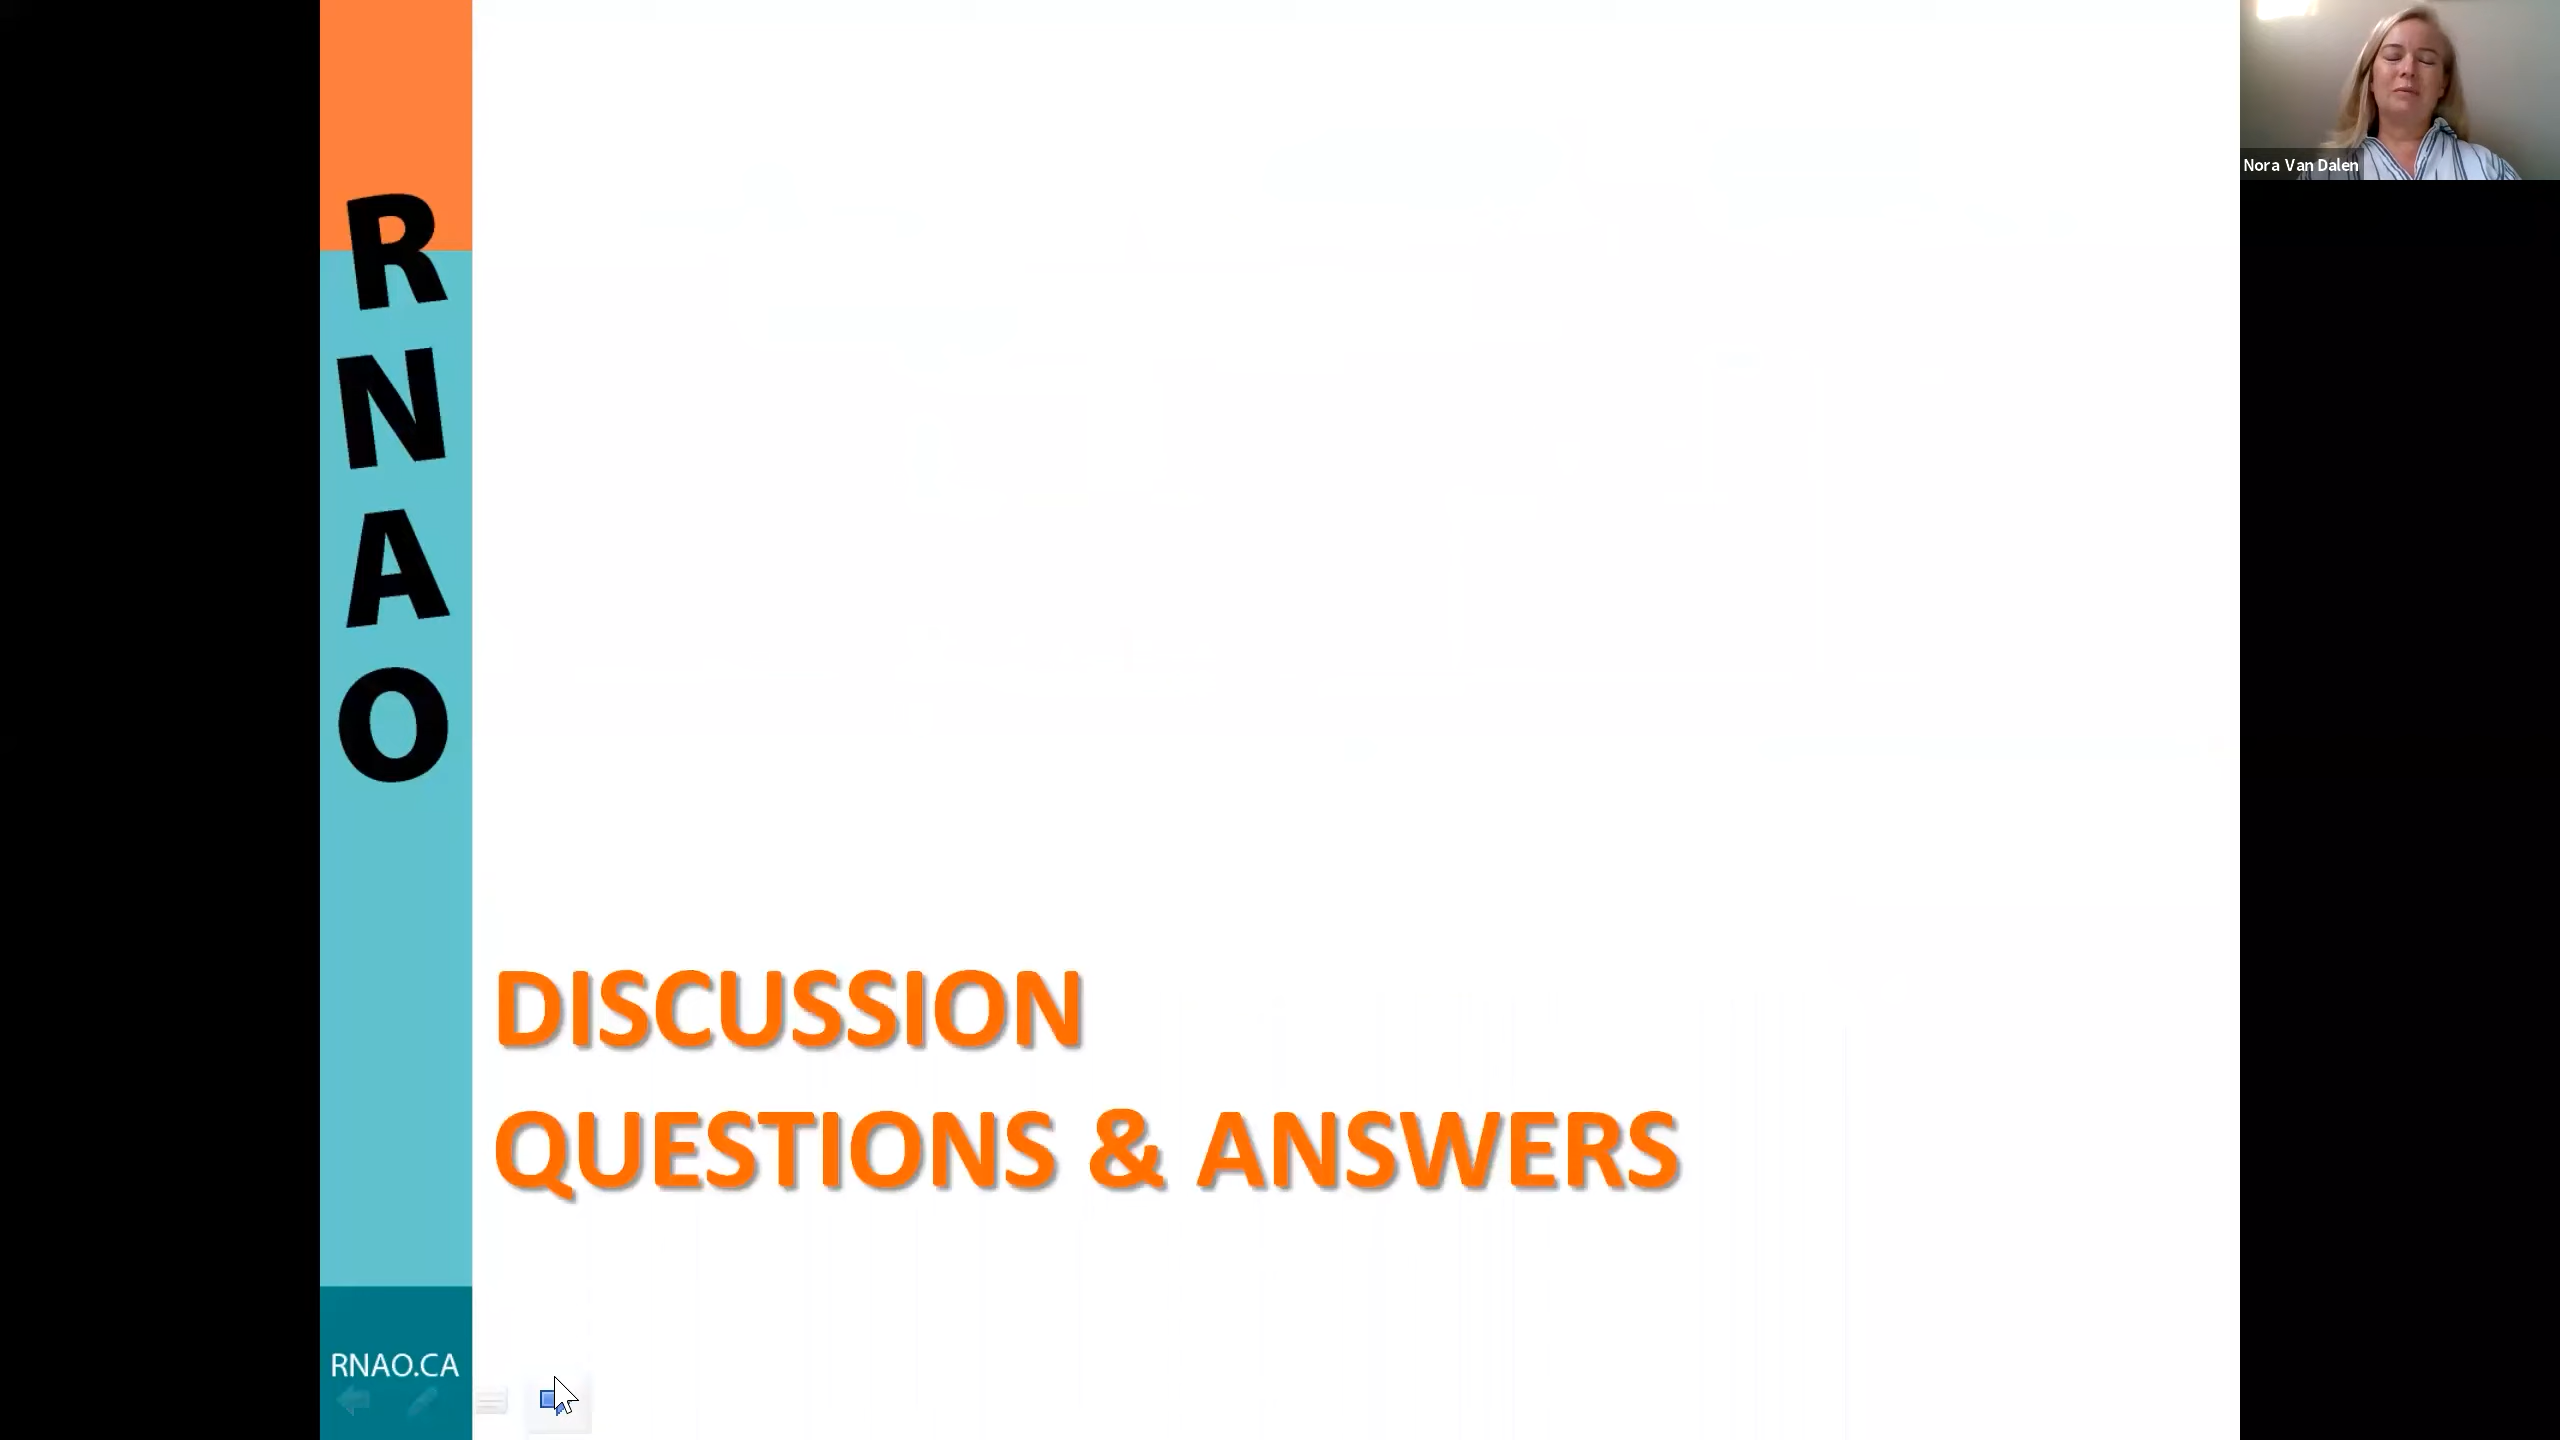 RNAO
DISCUSSION
QUESTIONS & ANSWERS
RNAO.CA
Nora Van Dalen